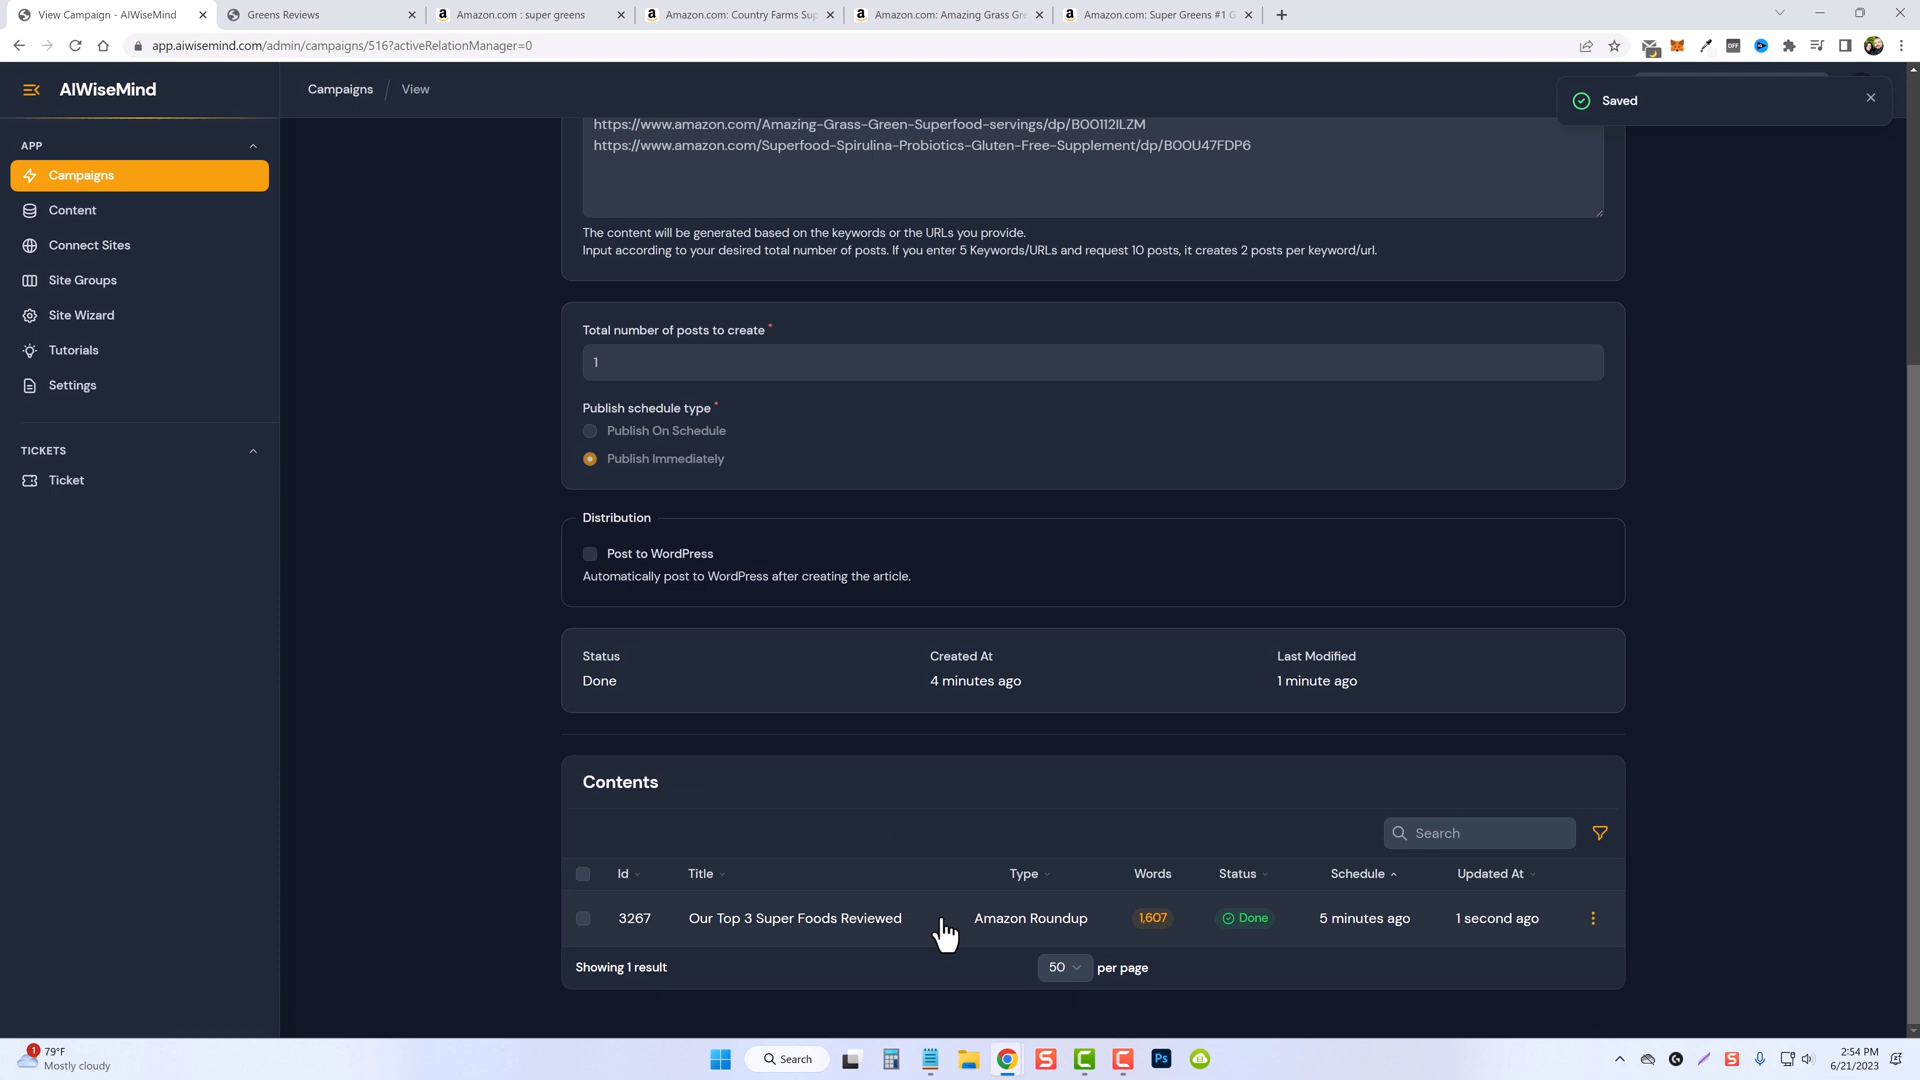 View Campaign - AIWiseMind
Greens Reviews
Amazon.com : super greens
Amazon.com: Country Farms Sup
Amazon.com: Amazing Grass Gre
Amazon.com: Super Greens #1 G
app.aiwisemind.com/admin/campaigns/516?activeRelationManager=0
AIWiseMind
Campaigns / View
Saved
APP
Campaigns
Content
Connect Sites
Site Groups
Site Wizard
Tutorials
Settings
TICKETS
Ticket
https://www.amazon.com/Amazing-Grass-Green-Superfood-servings/dp/B00112ILZM
https://www.amazon.com/Superfood-Spirulina-Probiotics-Gluten-Free-Supplement/dp/B00U47FDP6
The content will be generated based on the keywords or the URLs you provide.
Input according to your desired total number of posts. If you enter 5 Keywords/URLs and request 10 posts, it creates 2 posts per keyword/url.
Total number of posts to create *
1
Publish schedule type *
Publish On Schedule
Publish Immediately
Distribution
Post to WordPress
Automatically post to WordPress after creating the article.
Status Created At Last Modified
Done 4 minutes ago 1 minute ago
Contents
Search
Id Title Type Words Status Schedule Updated At
3267 Our Top 3 Super Foods Reviewed Amazon Roundup 1,607 Done 5 minutes ago 1 second ago
Showing 1 result 50 per page
1 79°F
Mostly cloudy
Search
Ps
2:54 PM
6/21/2023